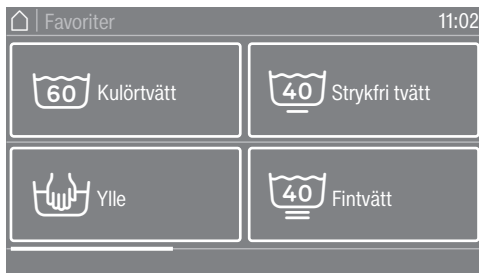 Favoriter 11:02
60 Kulörtvätt
40 Strykfri tvätt
Ylle
40 Fintvätt